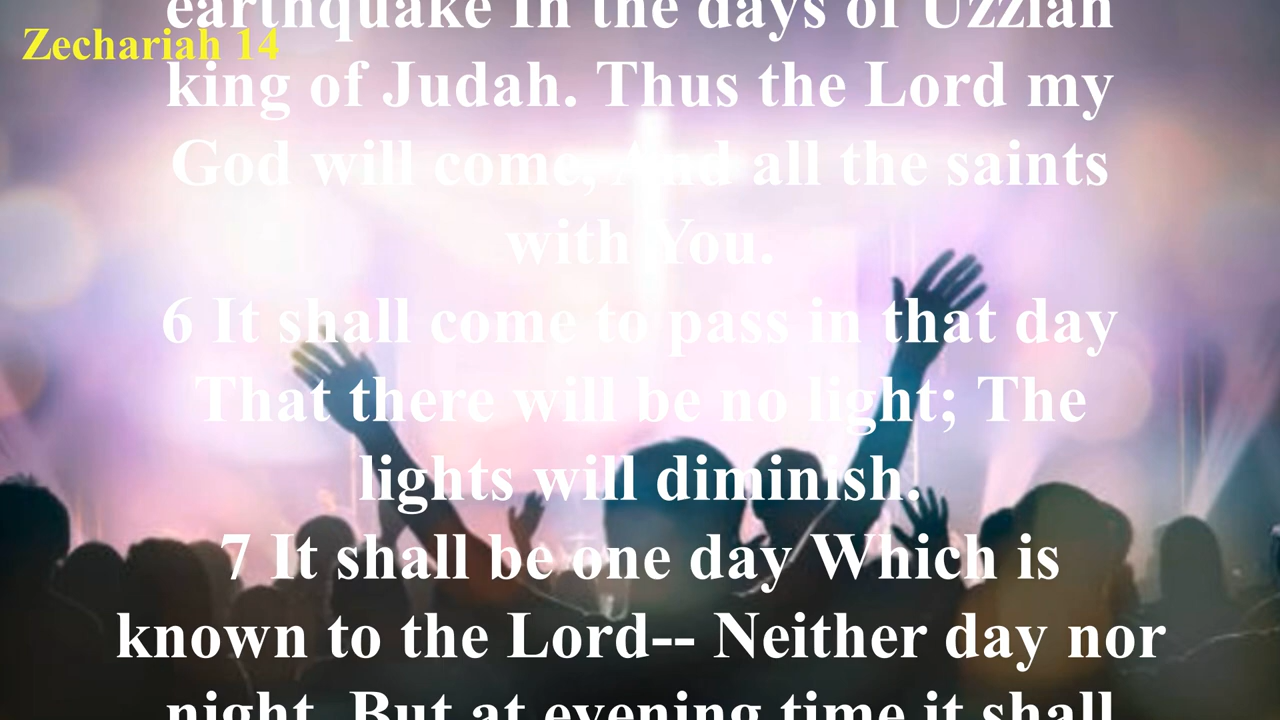 earthquake In the days of Uzziah
Zechariah 14
king of Judah. Thus the Lord my
God will come, And all the saints
with You.
6 It shall come to pass in that day
That there will be no light; The
lights will diminish.
7 It shall be one day Which is
known to the Lord-- Neither day nor
night. But at evening time it shall